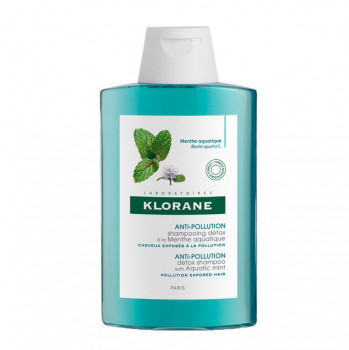 Menthe aquatique
Mentha aquatica L.
LABORATOIRES
KLORANE
ANTI-POLLUTION
shampooing détox
à la Menthe aquatique
CHEVEUX EXPOSÉS À LA POLLUTION
ANTI-POLLUTION
detox shampoo
with Aquatic mint
POLLUTION EXPOSED HAIR
PARIS